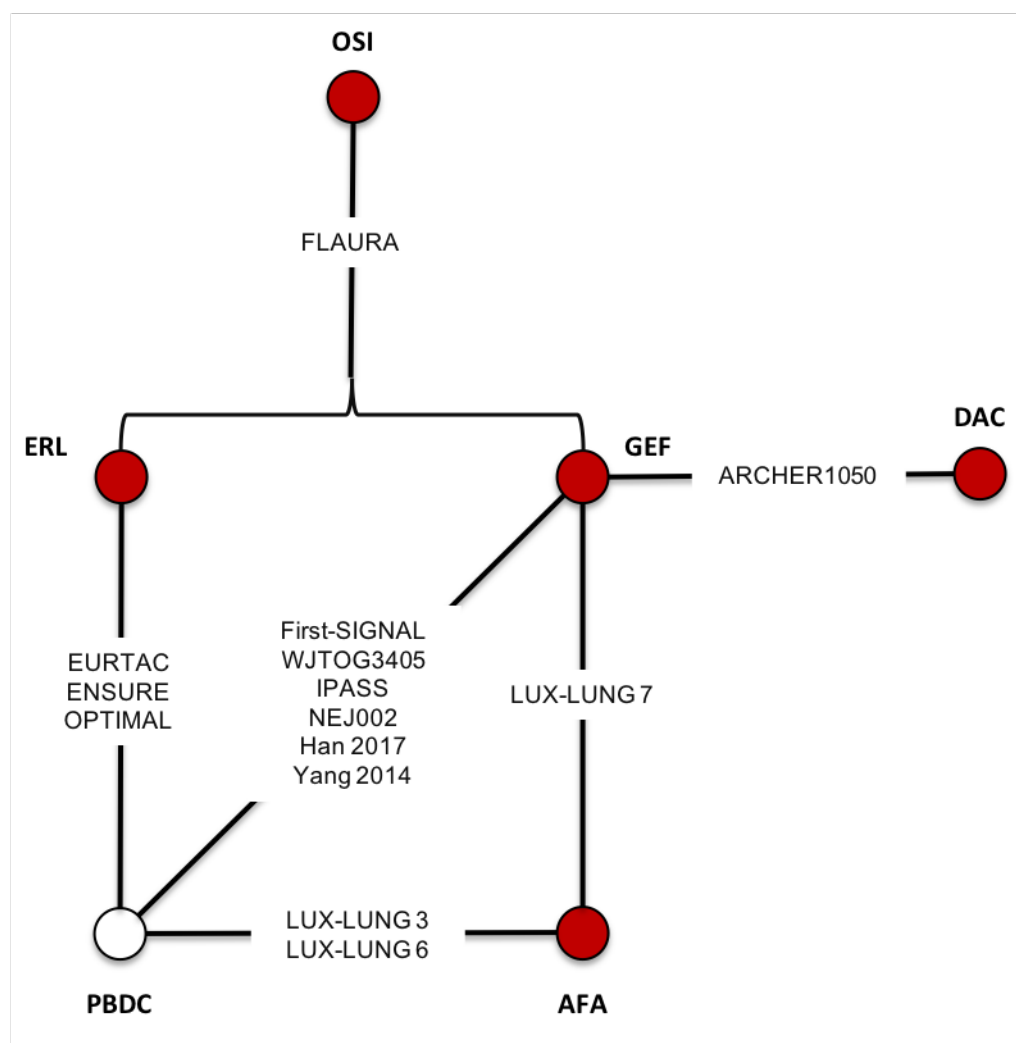 OSI
FLAURA
ERL
GEF
DAC
ARCHER1050
First-SIGNAL
WJTOG3405
IPASS
NEJ002
Han 2017
Yang 2014
EURTAC
ENSURE
OPTIMAL
LUX-LUNG 7
LUX-LUNG 3
LUX-LUNG 6
PBDC
AFA